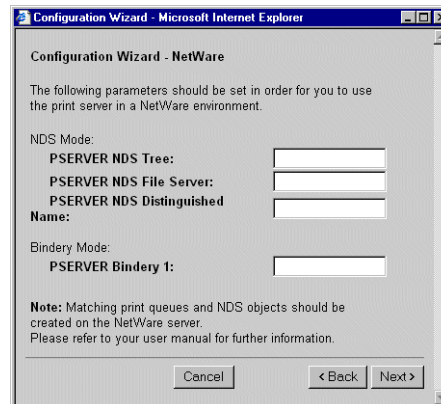 Configuration Wizard - Microsoft Internet Explorer
Configuration Wizard - NetWare
The following parameters should be set in order for you to use
the print server in a NetWare environment.
NDS Mode:
PSERVER NDS Tree:
PSERVER NDS File Server:
PSERVER NDS Distinguished
Name:
Bindery Mode:
PSERVER Bindery 1:
Note: Matching print queues and NDS objects should be
created on the NetWare server.
Please refer to your user manual for further information.
Cancel < Back Next >